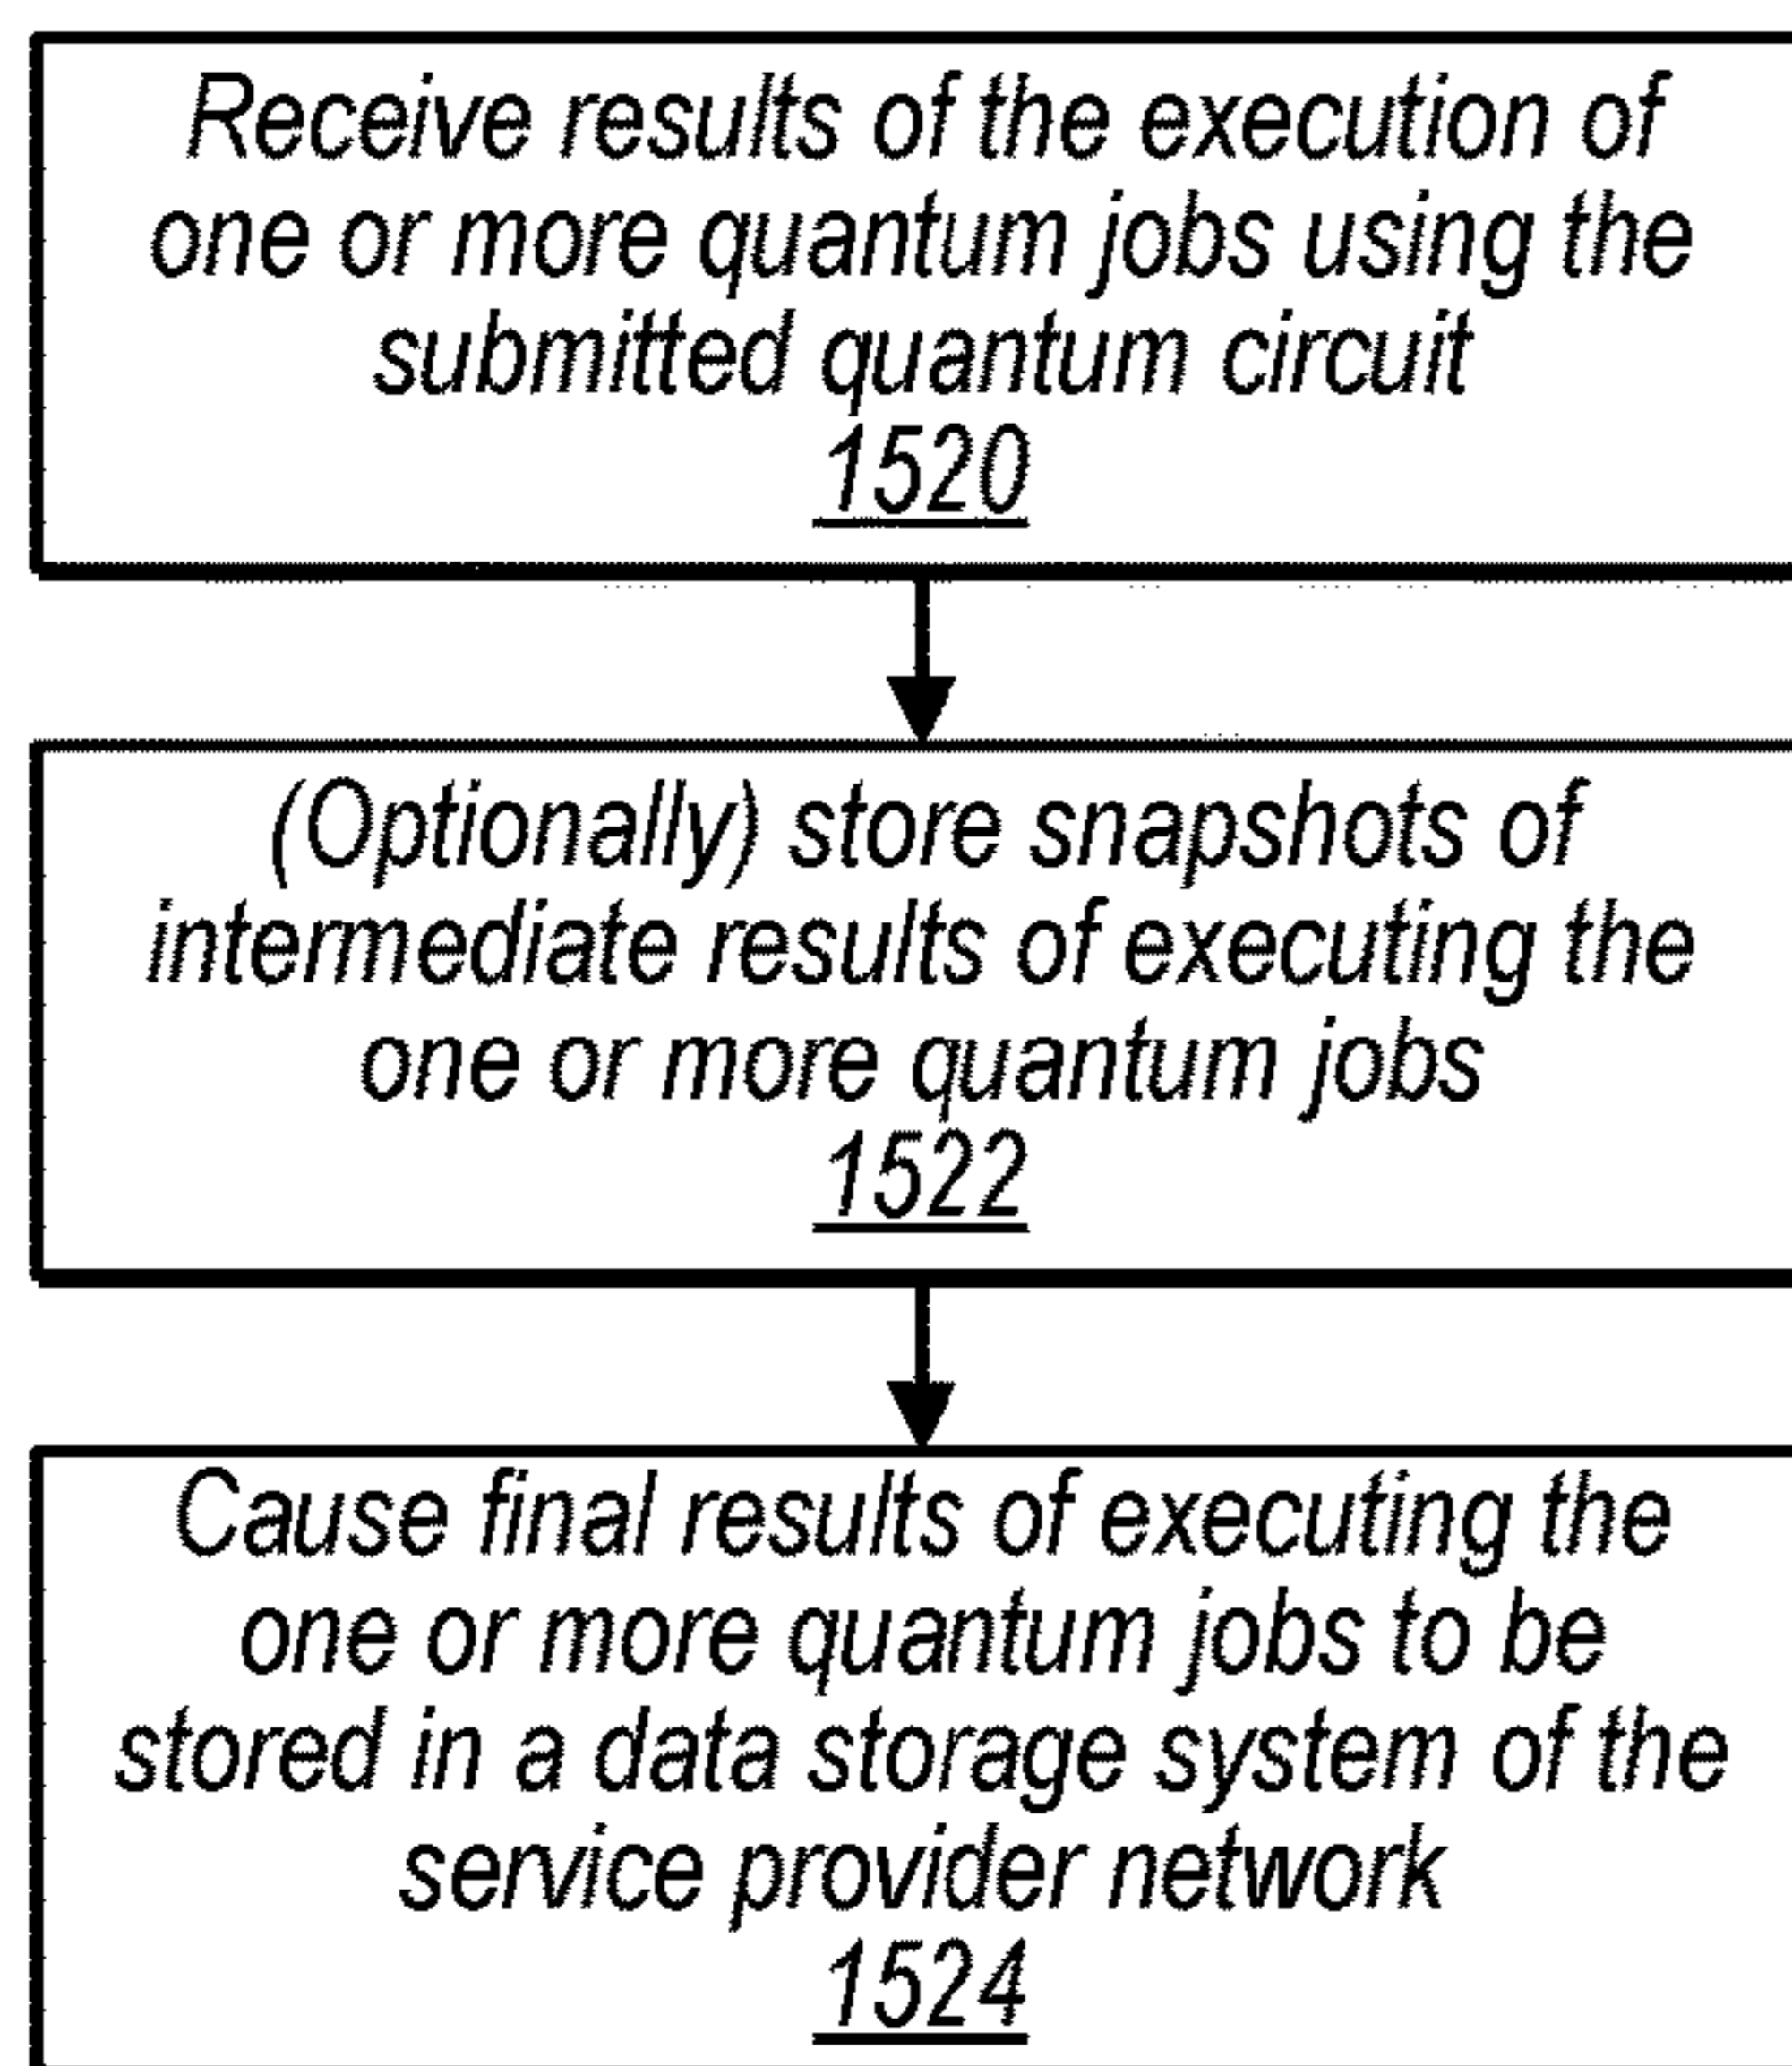 Receive results of the execution of
one or more quantum jobs using the
submitted quantum circuit
1520
(Optionally) store snapshots of
intermediate results of executing the
one or more quantum jobs
1522
Cause final results of executing the
one or more quantum jobs to be
stored in a data storage system of the
service provider network
1524